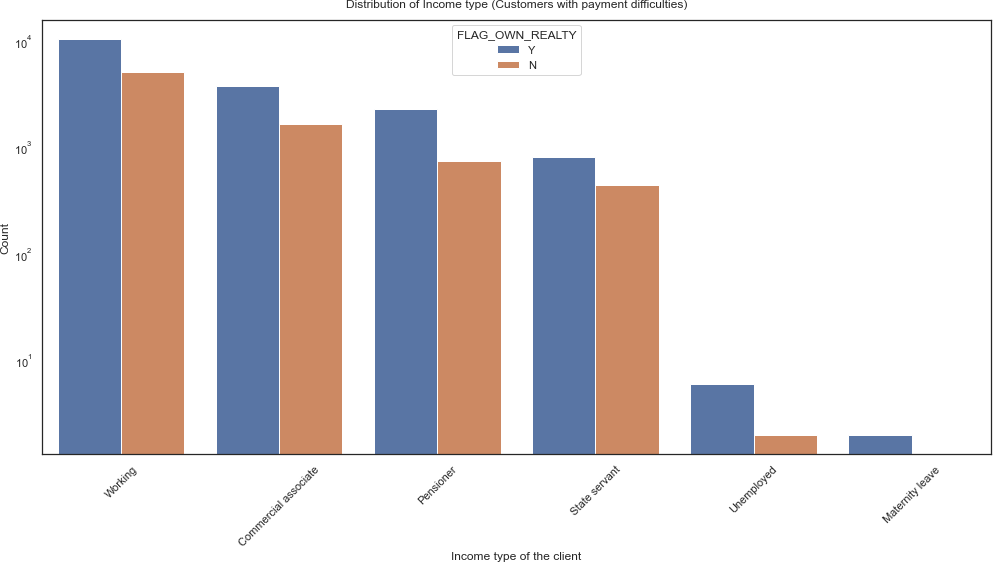 Distribution of Income type (Customers with payment difficulties)
FLAG_OWN_REALTY
Y
N
10⁴
10³
10²
10¹
Count
Working
Commercial associate
Pensioner
State servant
Unemployed
Maternity leave
Income type of the client